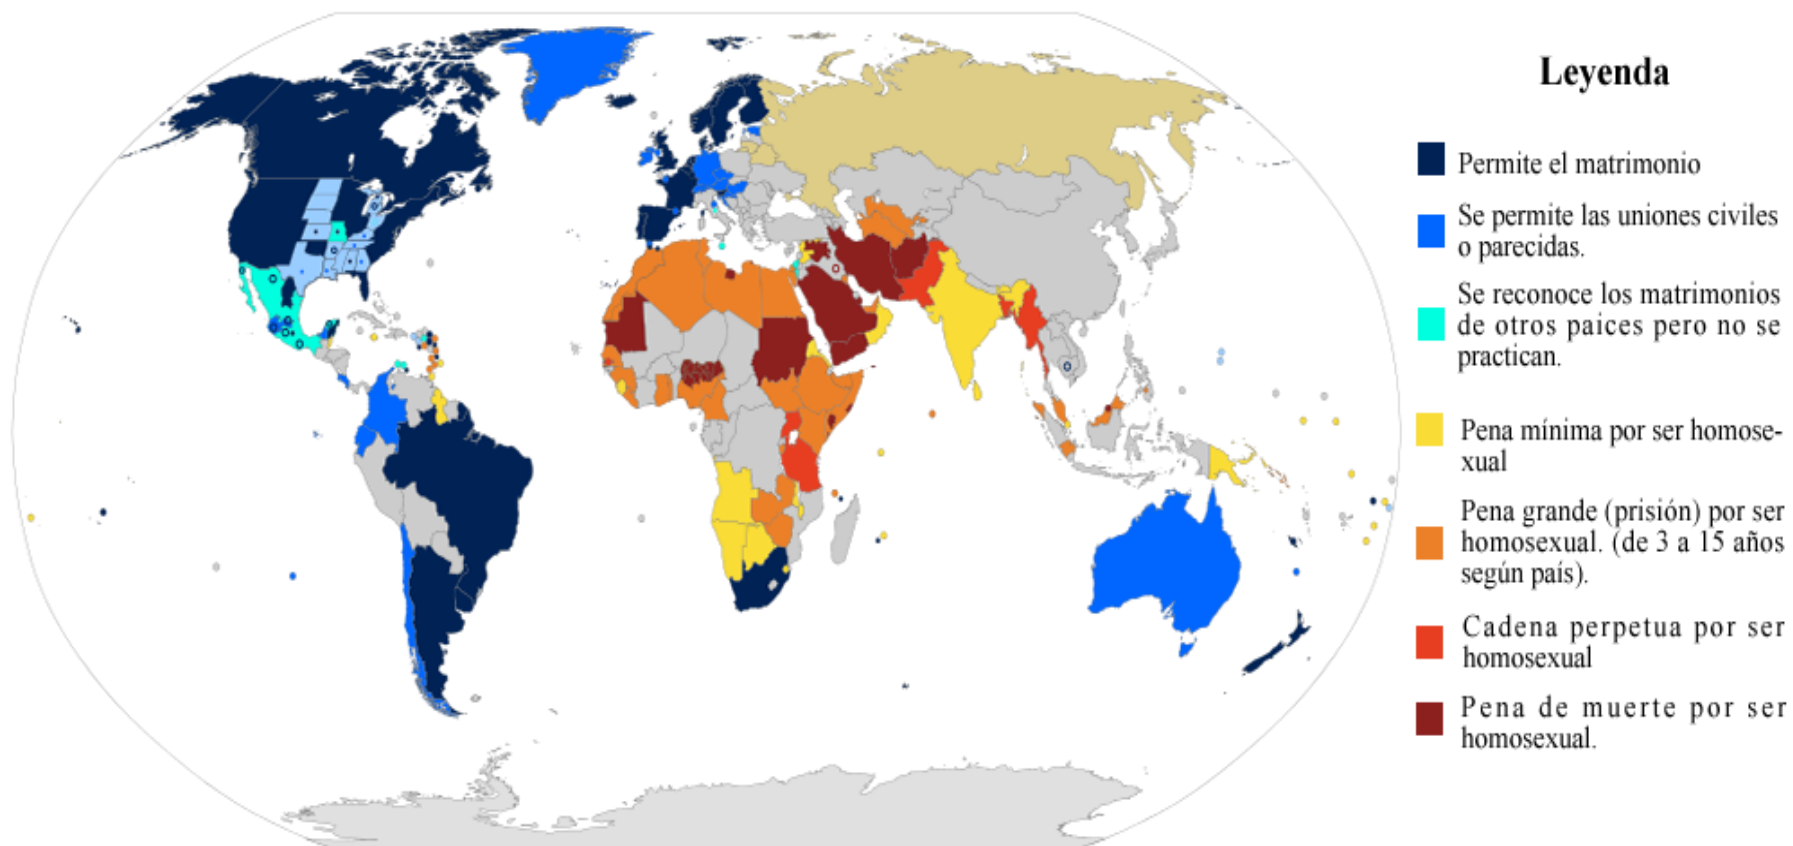 Leyenda
Permite el matrimonio
Se permite las uniones civiles
o parecidas.
Se reconoce los matrimonios
de otros paices pero no se
practican.
Pena mínima por ser homose-
xual
Pena grande (prisión) por ser
homosexual. (de 3 a 15 años
según país).
Cadena perpetua por ser
homosexual
Pena de muerte por ser
homosexual.